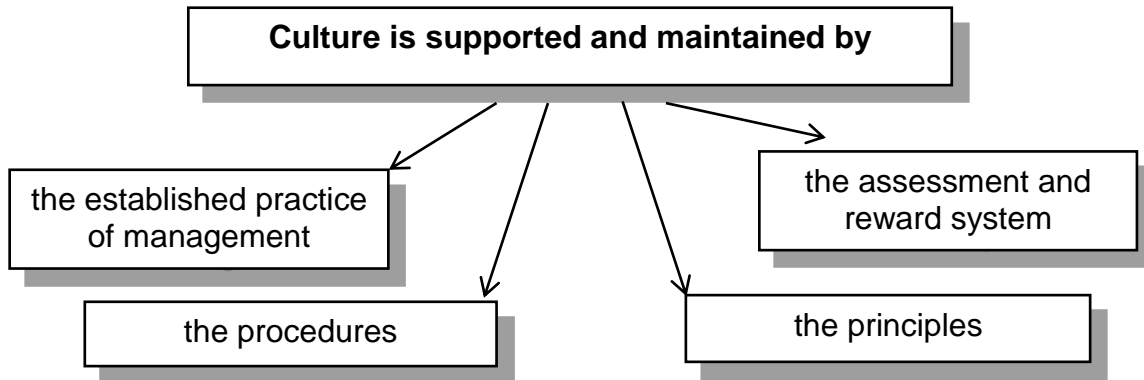 Culture is supported and maintained by
the established practice
of management
the assessment and
reward system
the procedures
the principles